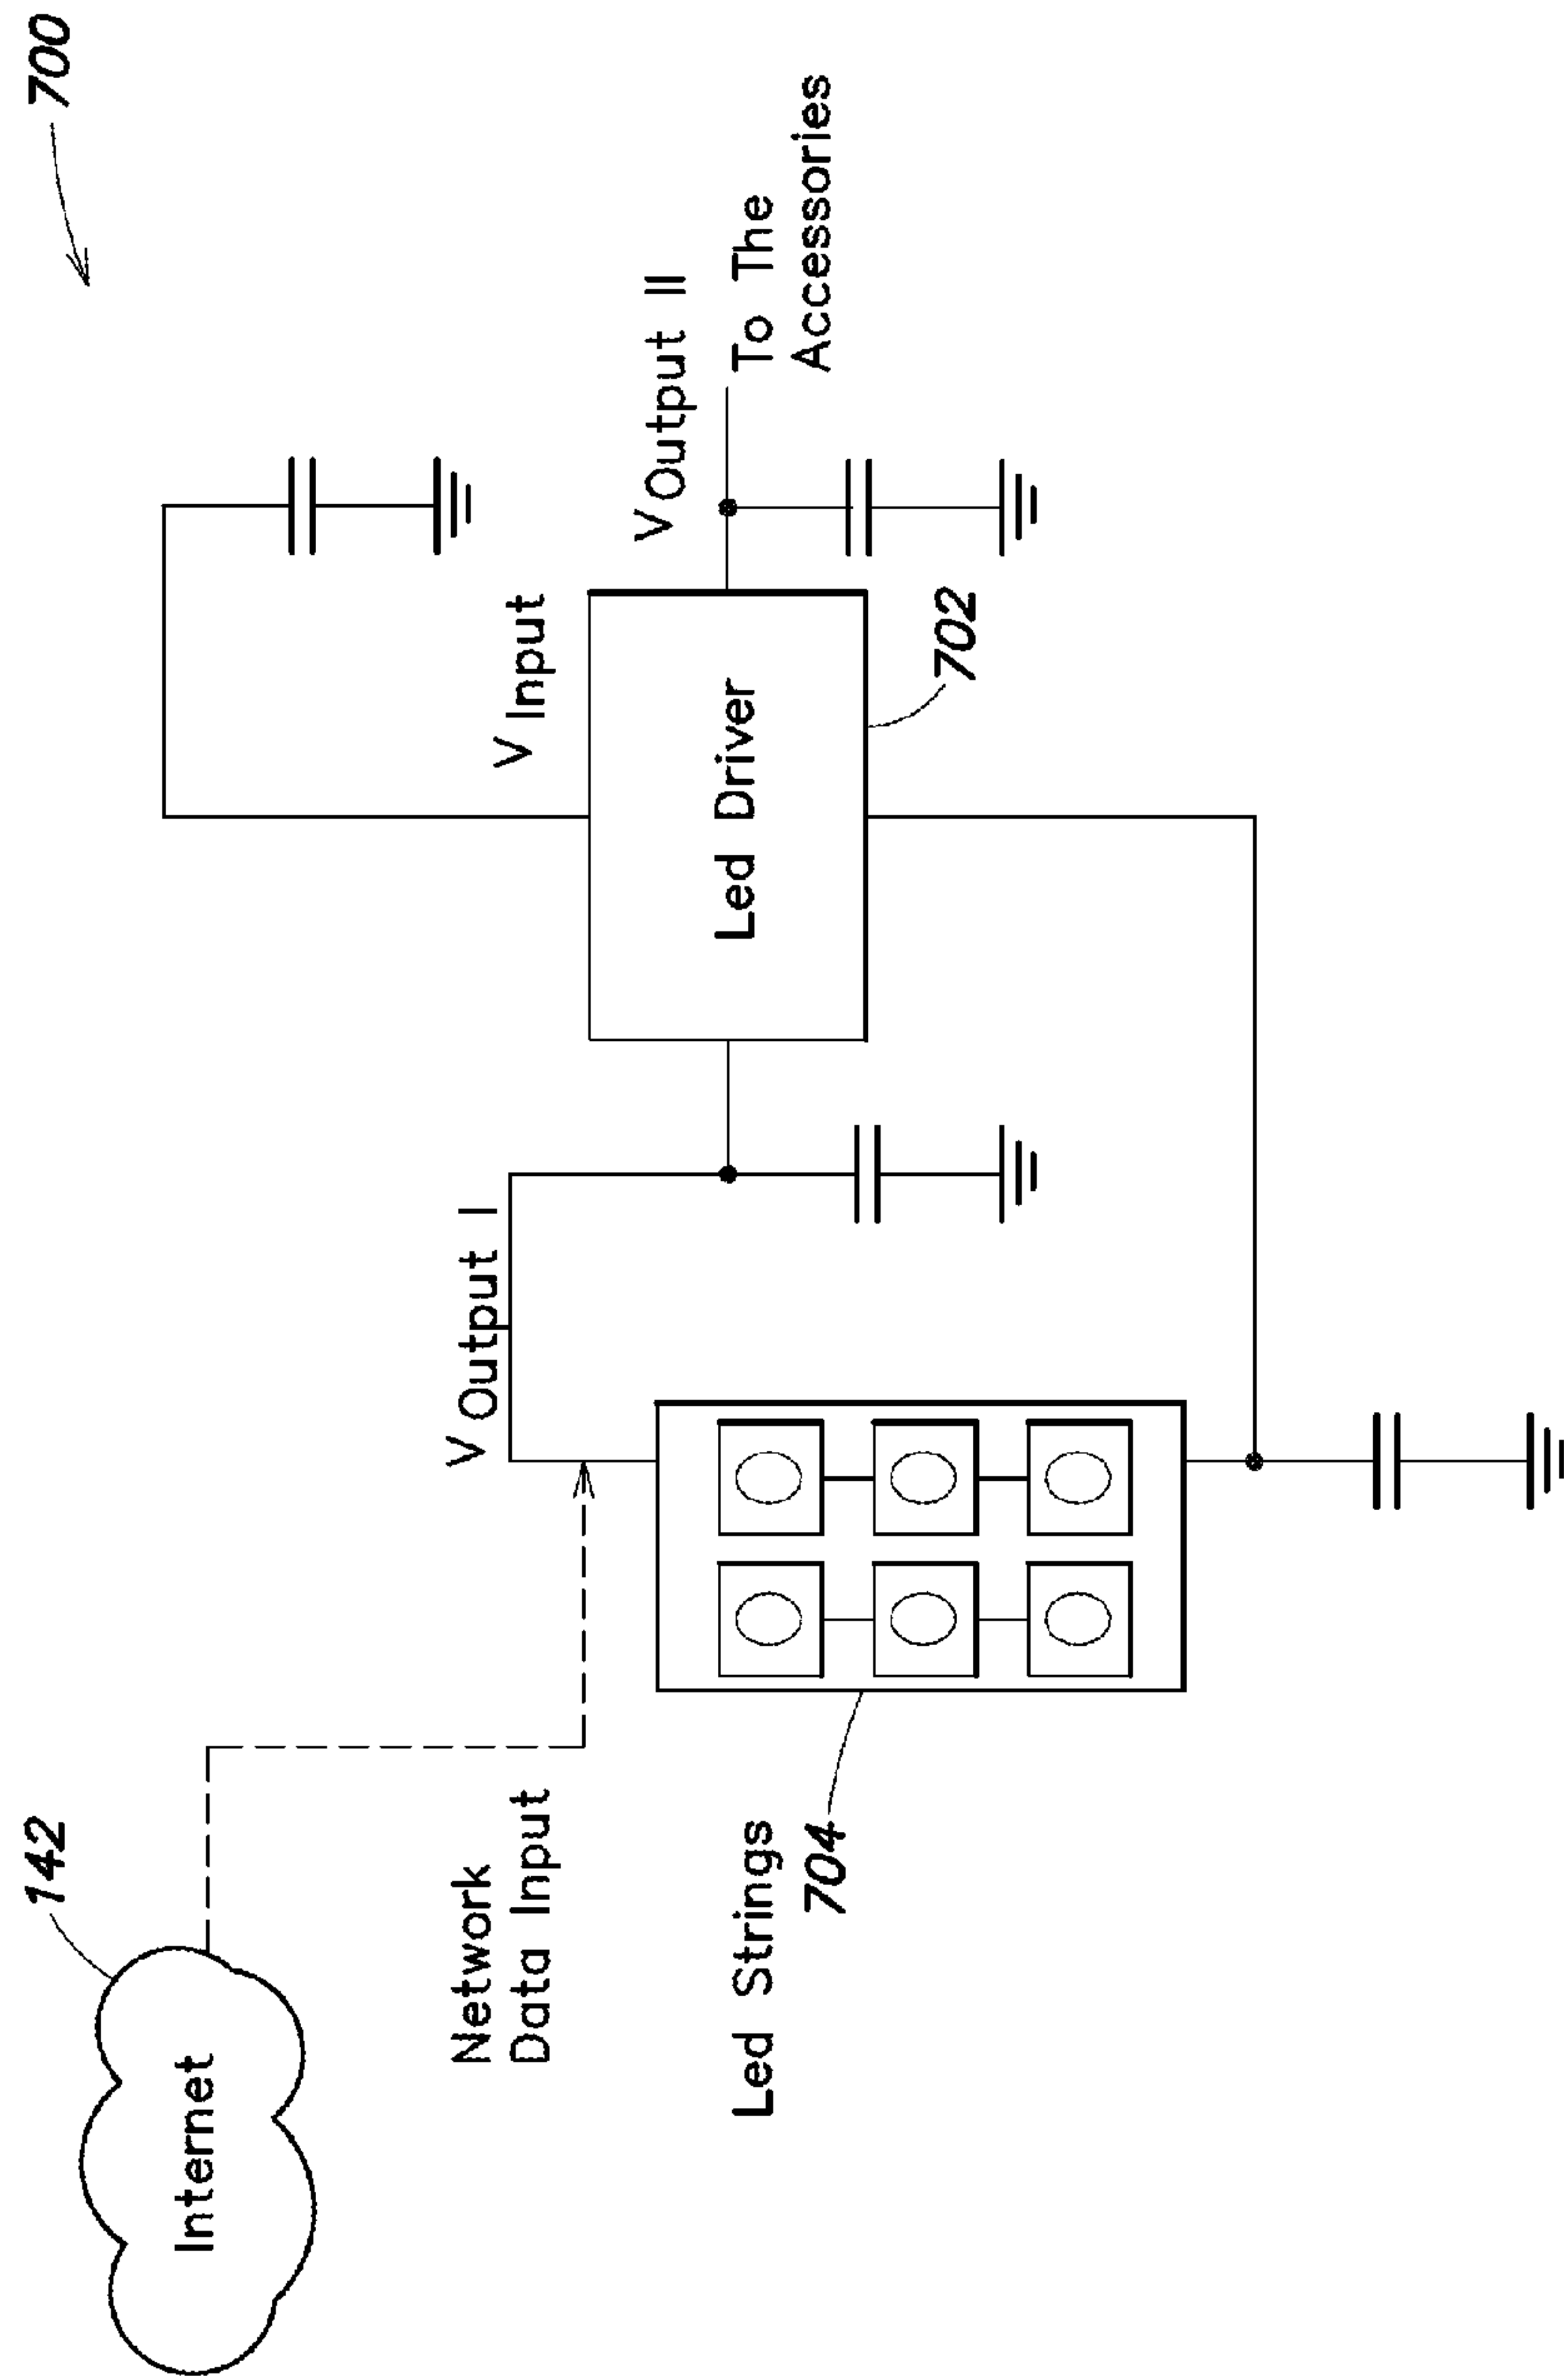 700
142
Internet
Network
Data Input
Led Strings
704
V Output I
V Input
Led Driver
702
V Output II
To The
Accessories